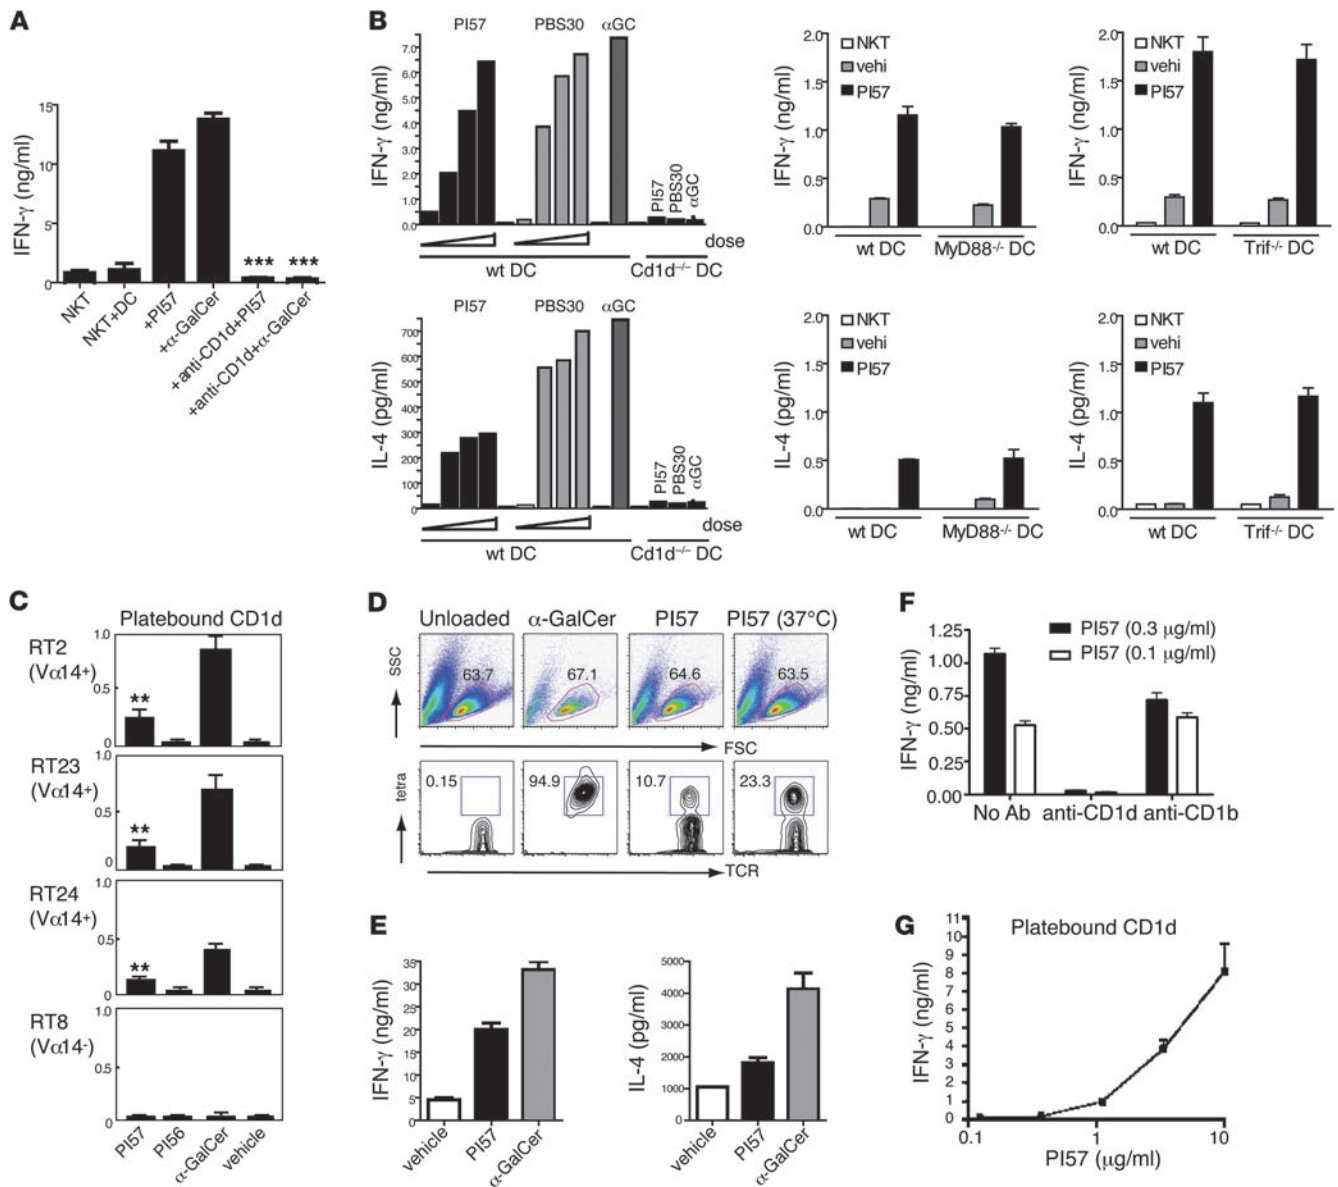 A
IFN-γ (ng/ml)
15
10
5
0
***
***
NKT
NKT+DC
+PI57
+α-GalCer
+anti-CD1d+PI57
+anti-CD1d+α-GalCer
B
PI57 PBS30 αGC
IFN-γ (ng/ml)
7.0
6.0
5.0
4.0
3.0
2.0
1.0
0.0
PI57
PBS30
αGC
dose
wt DC Cd1d–/– DC
IFN-γ (ng/ml)
2.0
1.5
1.0
0.5
0.0
NKT
vehi
PI57
wt DC MyD88-/- DC
IFN-γ (ng/ml)
2.0
1.5
1.0
0.5
0.0
NKT
vehi
PI57
wt DC Trif-/- DC
PI57 PBS30 αGC
IL-4 (pg/ml)
700
600
500
400
300
200
100
0
PI57
PBS30
αGC
dose
wt DC Cd1d–/– DC
IL-4 (pg/ml)
2.0
1.5
1.0
0.5
0.0
NKT
vehi
PI57
wt DC MyD88-/- DC
IL-4 (pg/ml)
2.0
1.5
1.0
0.5
0.0
NKT
vehi
PI57
wt DC Trif-/- DC
C
Platebound CD1d
RT2
(Vα14+)
1.0
0.5
0
**
RT23
(Vα14+)
1.0
0.5
0
**
RT24
(Vα14+)
1.0
0.5
0
**
RT8
(Vα14-)
1.0
0.5
0
PI57
PI56
α-GalCer
vehicle
D
Unloaded α-GalCer PI57 PI57 (37°C)
SSC
63.7 67.1 64.6 63.5
FSC
tetra
0.15 94.9 10.7 23.3
TCR
E
IFN-γ (ng/ml)
35
30
25
20
15
10
5
0
vehicle
PI57
α-GalCer
IL-4 (pg/ml)
5000
4000
3000
2000
1000
0
vehicle
PI57
α-GalCer
F
IFN-γ (ng/ml)
1.25
1.00
0.75
0.50
0.25
0.00
PI57 (0.3 μg/ml)
PI57 (0.1 μg/ml)
No Ab anti-CD1d anti-CD1b
G
Platebound CD1d
IFN-γ (ng/ml)
11
10
9
8
7
6
5
4
3
2
1
0
0.1 1 10
PI57 (μg/ml)